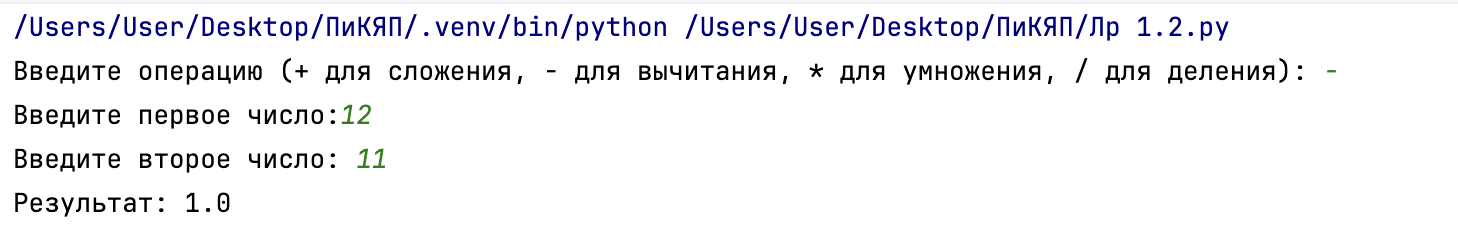 /Users/User/Desktop/ПиКЯП/.venv/bin/python /Users/User/Desktop/ПиКЯП/Лр 1.2.py
Введите операцию (+ для сложения, - для вычитания, * для умножения, / для деления): -
Введите первое число:12
Введите второе число: 11
Результат: 1.0